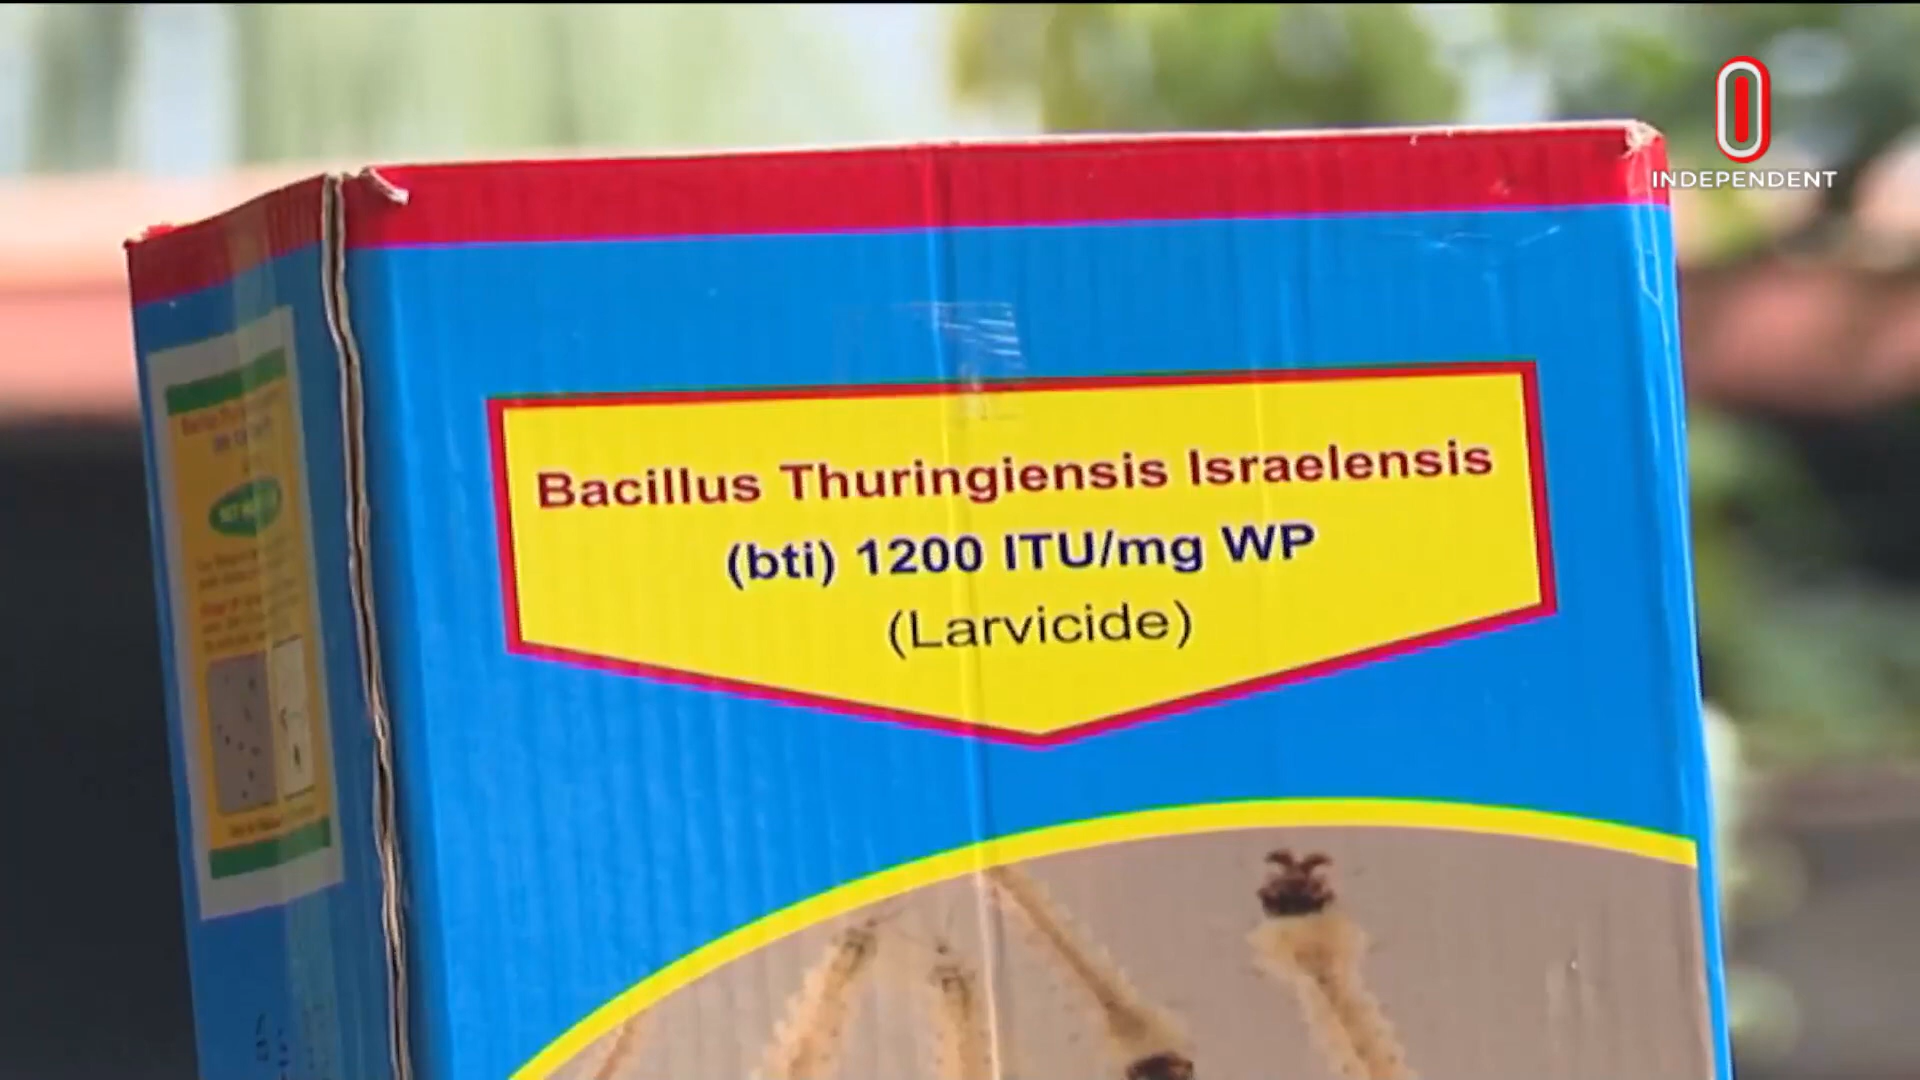 INDEPENDENT
Bacillus Thuringiensis Israelensis
(bti) 1200 ITU/mg WP
(Larvicide)